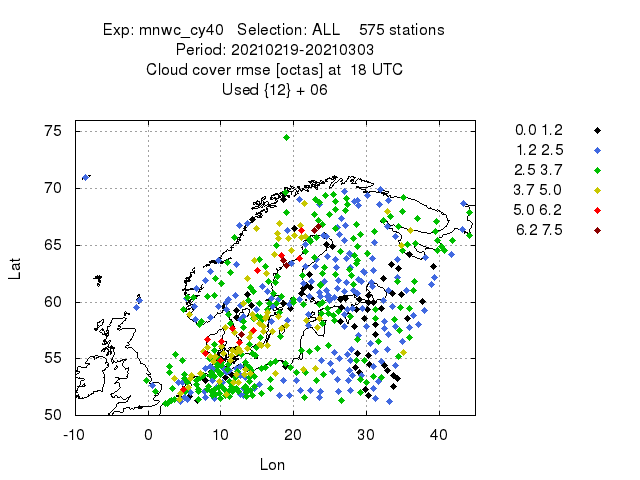 Exp: mnwc_cy40 Selection: ALL 575 stations
Period: 20210219-20210303
Cloud cover rmse [octas] at 18 UTC
Used {12} + 06
75
70
65
60
55
50
Lat
-10 0 10 20 30 40
Lon
0.0 1.2
1.2 2.5
2.5 3.7
3.7 5.0
5.0 6.2
6.2 7.5